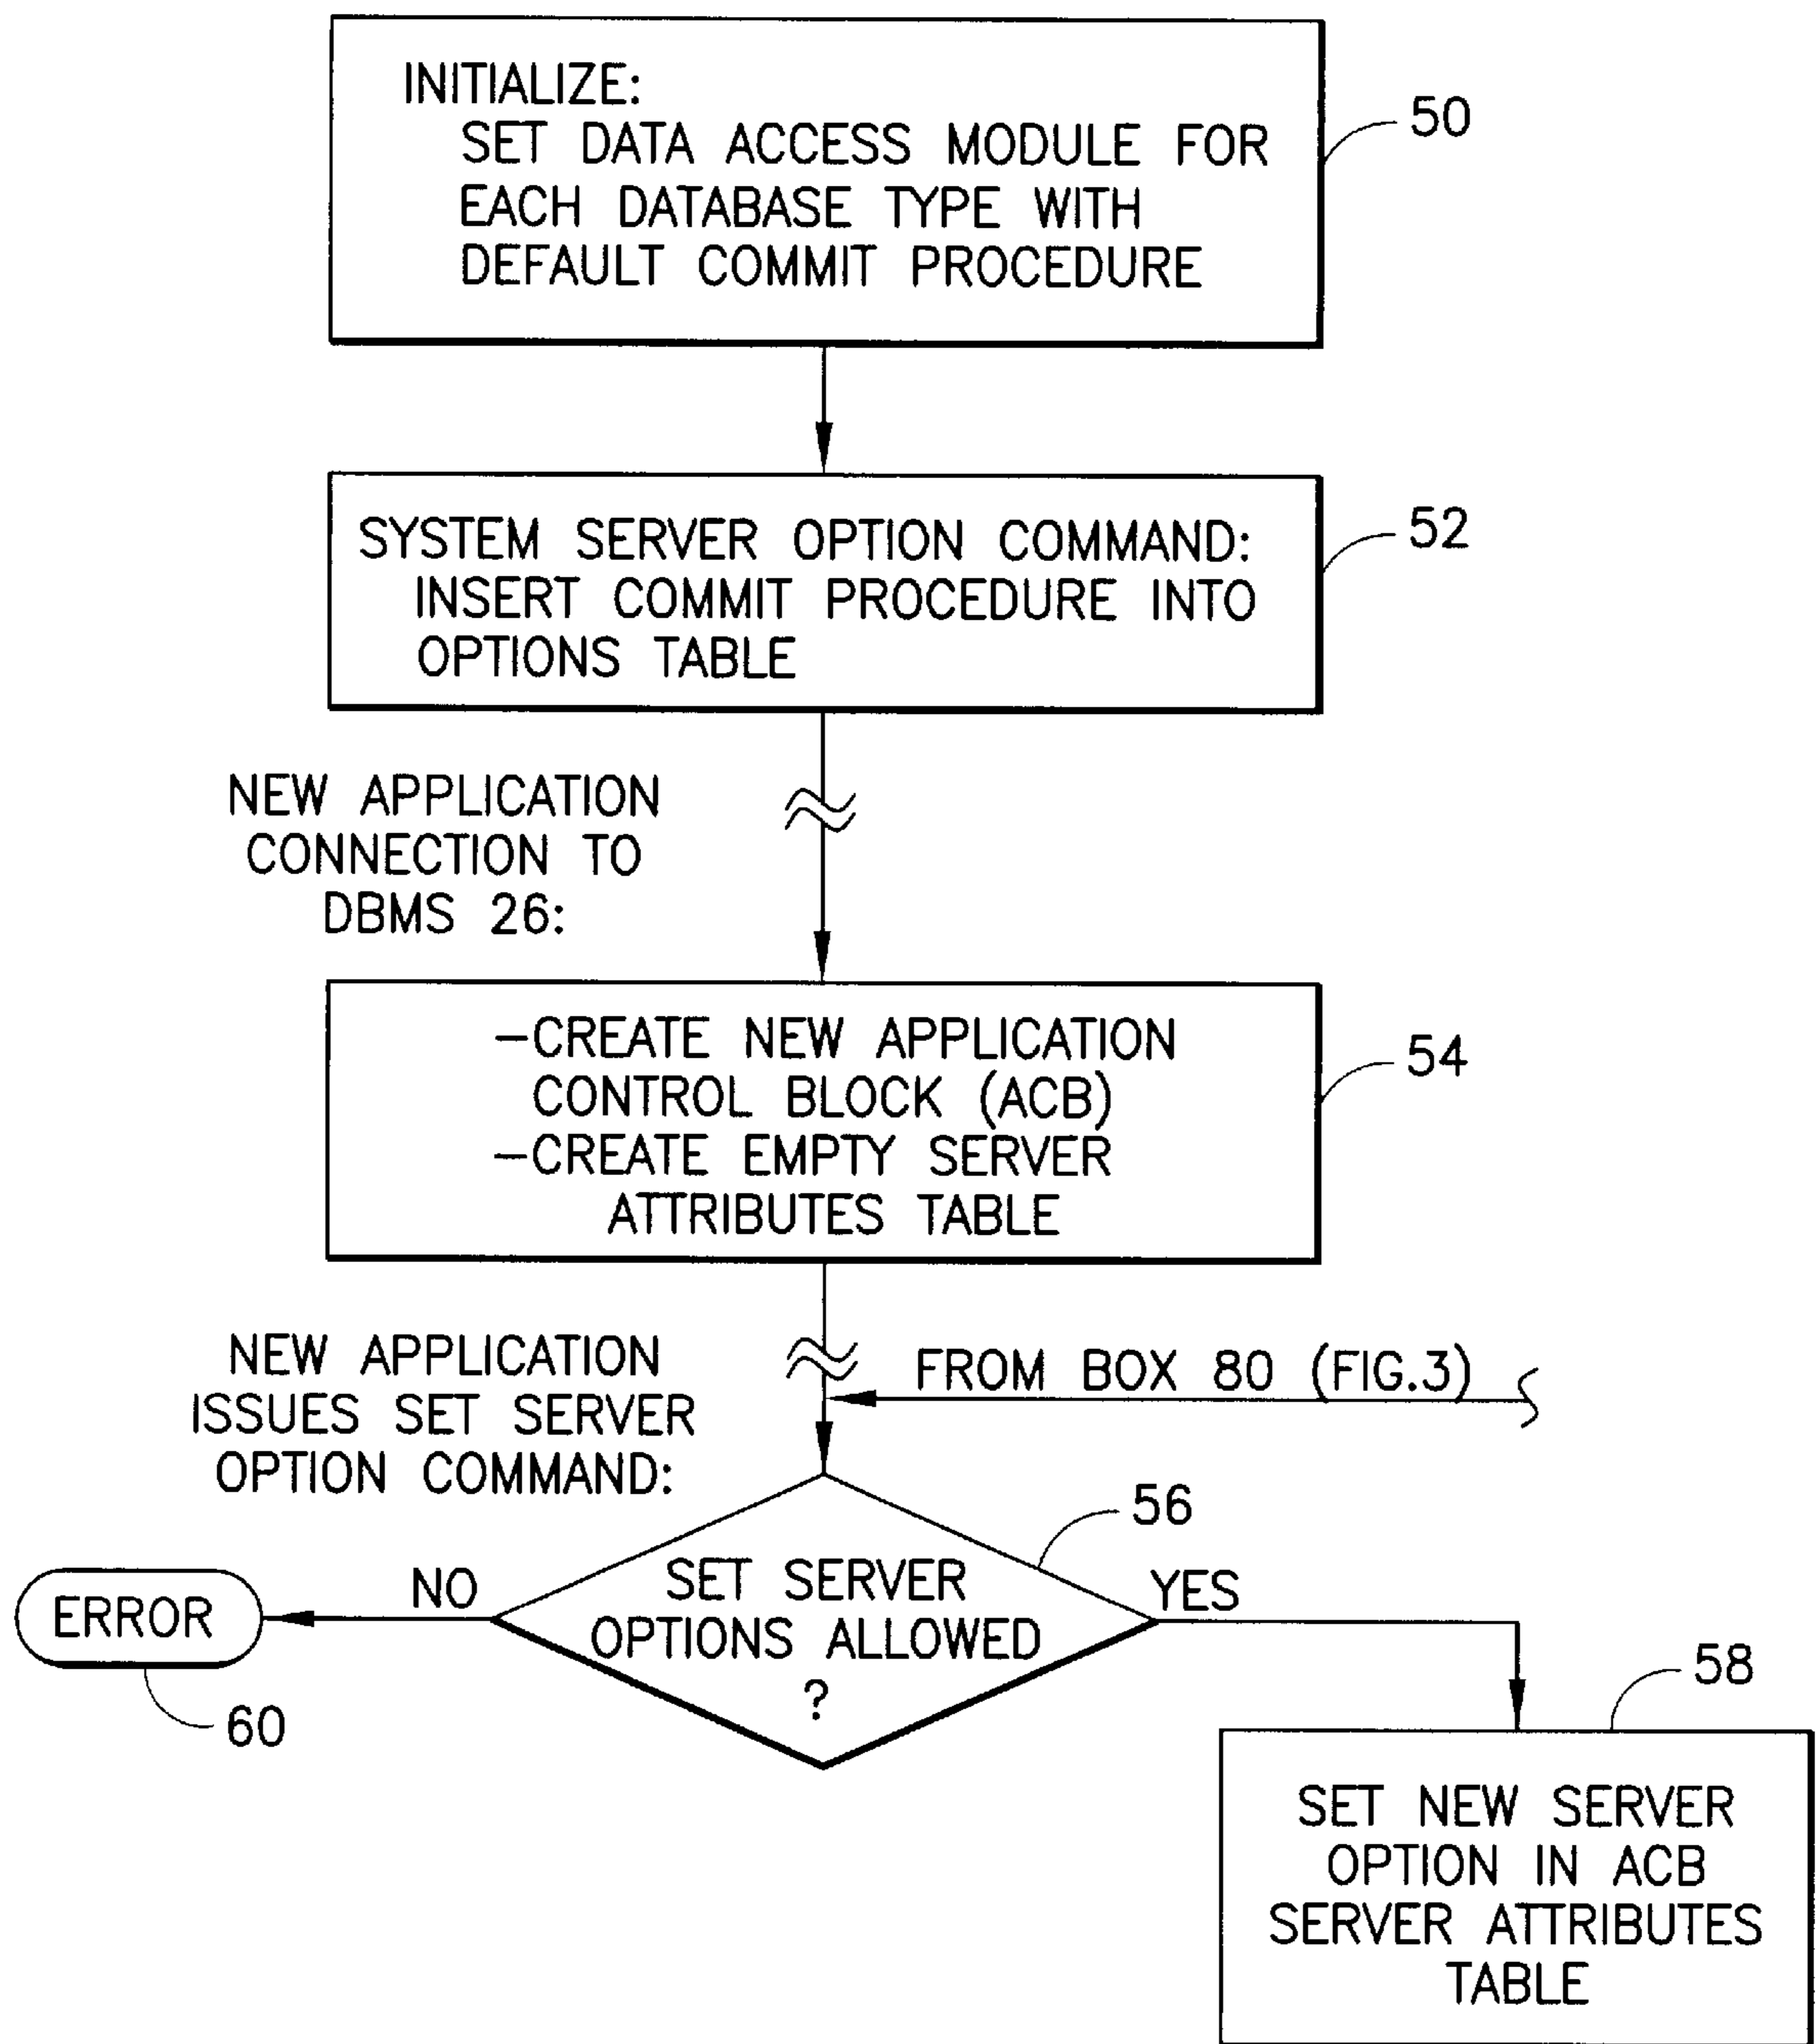 INITIALIZE:
SET DATA ACCESS MODULE FOR
EACH DATABASE TYPE WITH
DEFAULT COMMIT PROCEDURE
50
SYSTEM SERVER OPTION COMMAND:
INSERT COMMIT PROCEDURE INTO
OPTIONS TABLE
52
NEW APPLICATION
CONNECTION TO
DBMS 26:
-CREATE NEW APPLICATION
CONTROL BLOCK (ACB)
-CREATE EMPTY SERVER
ATTRIBUTES TABLE
54
NEW APPLICATION
ISSUES SET SERVER
OPTION COMMAND:
FROM BOX 80 (FIG.3)
56
SET SERVER
OPTIONS ALLOWED
?
NO
YES
ERROR
60
58
SET NEW SERVER
OPTION IN ACB
SERVER ATTRIBUTES
TABLE